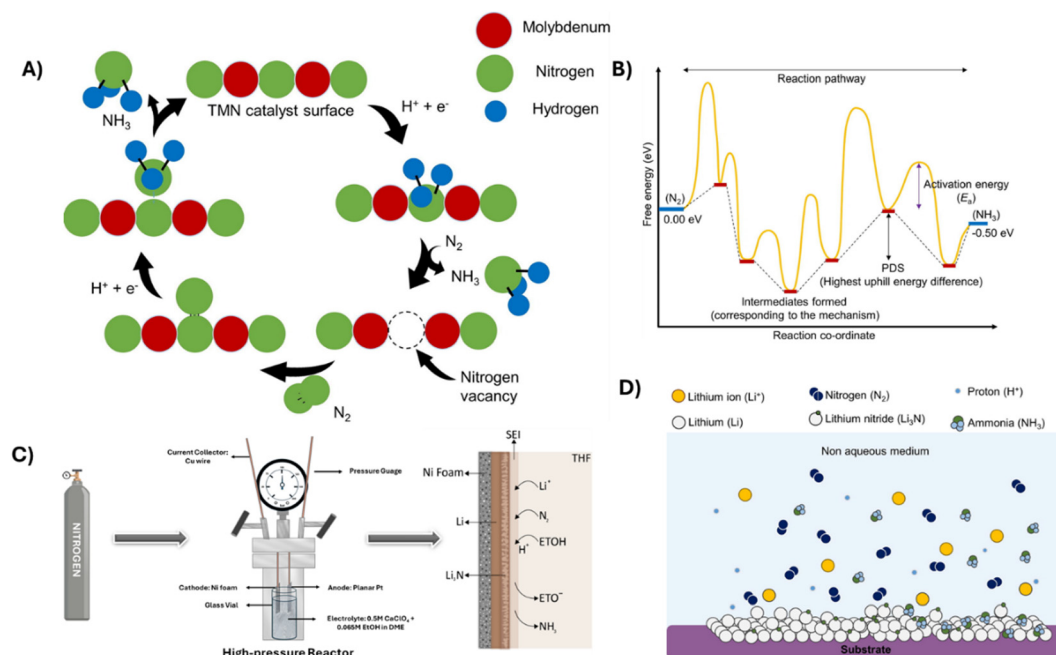 A)
Molybdenum
Nitrogen
Hydrogen
NH₃
TMN catalyst surface
H⁺ + e⁻
N₂
NH₃
H⁺ + e⁻
Nitrogen
vacancy
N₂
B)
Reaction pathway
Free energy (eV)
(N₂)
0.00 eV
Activation energy
(Eₐ)
(NH₃)
-0.50 eV
PDS
(Highest uphill energy difference)
Intermediates formed
(corresponding to the mechanism)
Reaction co-ordinate
C)
NITROGEN
Current Collector:
Cu wire
Pressure Guage
Cathode: Ni foam
Anode: Planar Pt
Glass Vial
Electrolyte: 0.5M CaClO₄ +
0.065M EtOH in DME
High-pressure Reactor
SEI
THF
Ni Foam
Li⁺
N₂
Li
ETOH
H⁺
Li₃N
ETO⁻
NH₃
D)
Lithium ion (Li⁺)
Nitrogen (N₂)
Proton (H⁺)
Lithium (Li)
Lithium nitride (Li₃N)
Ammonia (NH₃)
Non aqueous medium
Substrate